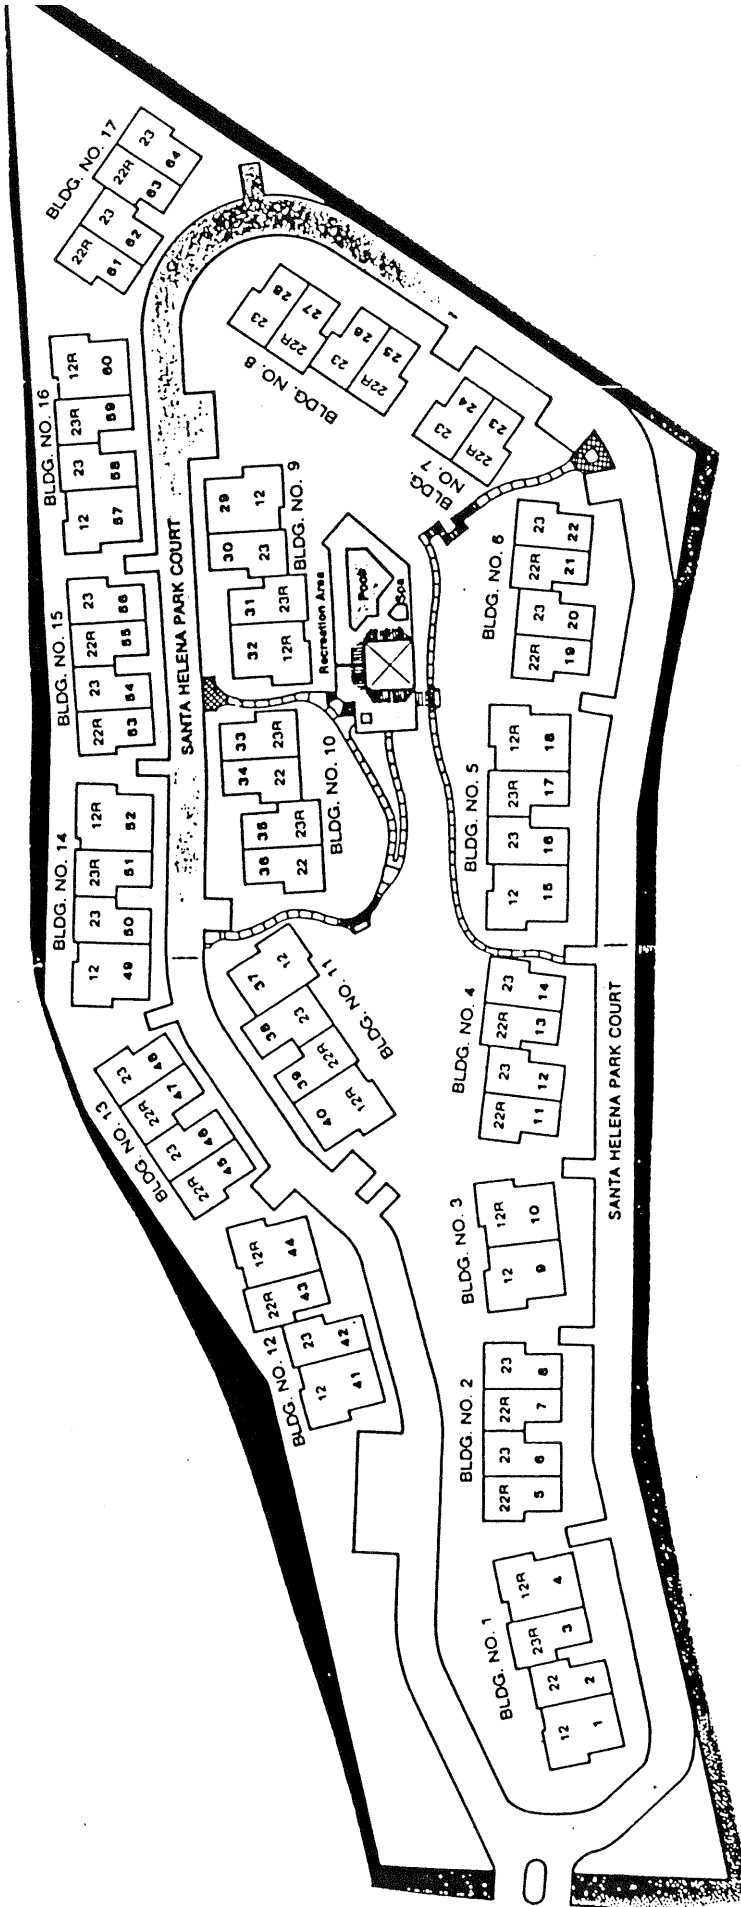 BLDG. NO. 17
23
64
22R
63
23
62
22R
61
BLDG. NO. 16
12R
60
23R
59
23
58
12
57
BLDG. NO. 15
23
56
22R
55
23
54
22R
53
BLDG. NO. 14
12R
52
23R
51
23
50
12
49
BLDG. NO. 13
23
48
22R
47
23
46
22R
45
BLDG. NO. 12
12R
44
22R
43
23
42
12
41
SANTA HELENA PARK COURT
BLDG. NO. 8
28
23
27
22R
26
23
25
22R
BLDG. NO. 7
24
23
23
22R
BLDG. NO. 9
29
12
30
23
31
23R
32
12R
Recreation Area
Pool
Spa
BLDG. NO. 10
33
23R
34
22
35
23R
36
22
BLDG. NO. 11
37
12
38
23
39
22R
40
12R
BLDG. NO. 6
23
22
22R
21
23
20
22R
19
BLDG. NO. 5
12R
18
23R
17
23
16
12
15
BLDG. NO. 4
23
14
22R
13
23
12
22R
11
SANTA HELENA PARK COURT
BLDG. NO. 3
12R
10
12
9
BLDG. NO. 2
23
8
22R
7
23
6
22R
5
BLDG. NO. 1
12R
4
23R
3
22
2
12
1